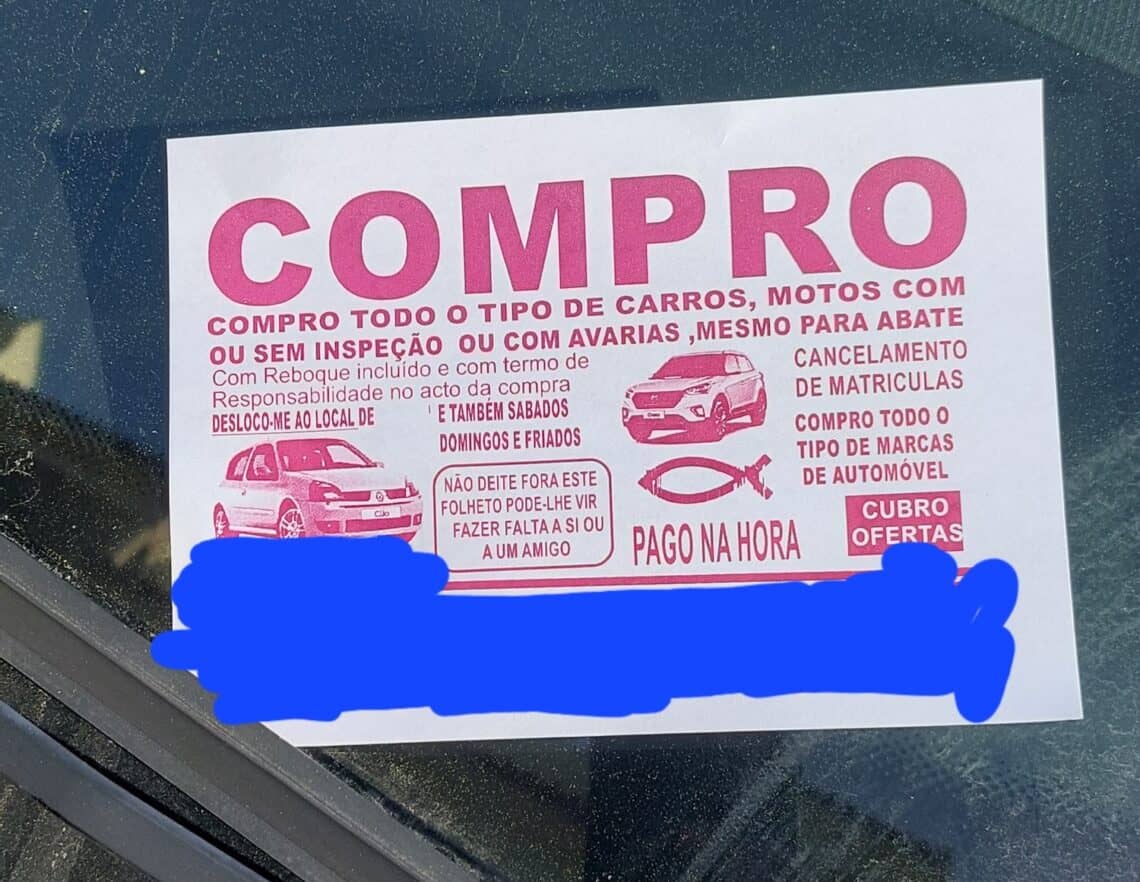 COMPRO
COMPRO TODO O TIPO DE CARROS, MOTOS COM
OU SEM INSPEÇÃO OU COM AVARIAS ,MESMO PARA ABATE
Com Reboque incluído e com termo de
Responsabilidade no acto da compra
DESLOCO-ME AO LOCAL DE
E TAMBÉM SABADOS
DOMINGOS E FRIADOS
NÃO DEITE FORA ESTE
FOLHETO PODE-LHE VIR
FAZER FALTA A SI OU
A UM AMIGO
CANCELAMENTO
DE MATRICULAS
COMPRO TODO O
TIPO DE MARCAS
DE AUTOMÓVEL
PAGO NA HORA
CUBRO
OFERTAS